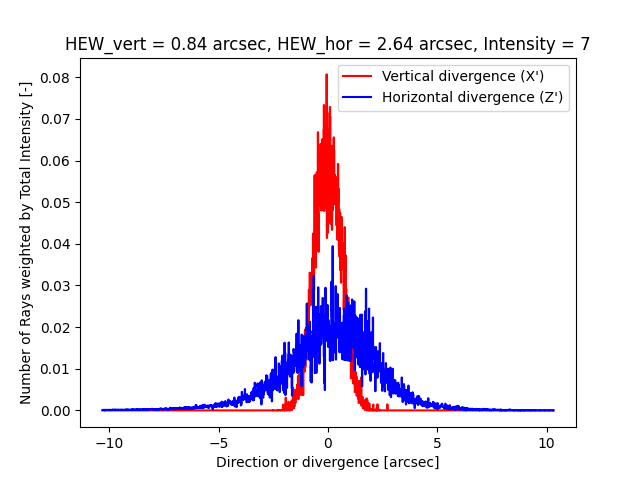 HEW_vert = 0.84 arcsec, HEW_hor = 2.64 arcsec, Intensity = 7
Vertical divergence (X')
Horizontal divergence (Z')
Number of Rays weighted by Total Intensity [-]
0.08
0.07
0.06
0.05
0.04
0.03
0.02
0.01
0.00
−10 −5 0 5 10
Direction or divergence [arcsec]